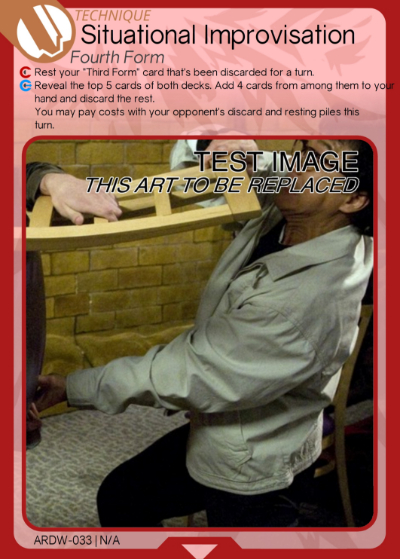 TECHNIQUE
Situational Improvisation
Fourth Form
C Rest your "Third Form" card that's been discarded for a turn.
C Reveal the top 5 cards of both decks. Add 4 cards from among them to your
hand and discard the rest.
You may pay costs with your opponent's discard and resting piles this
turn.
TEST IMAGE
THIS ART TO BE REPLACED
ARDW-033 | N/A